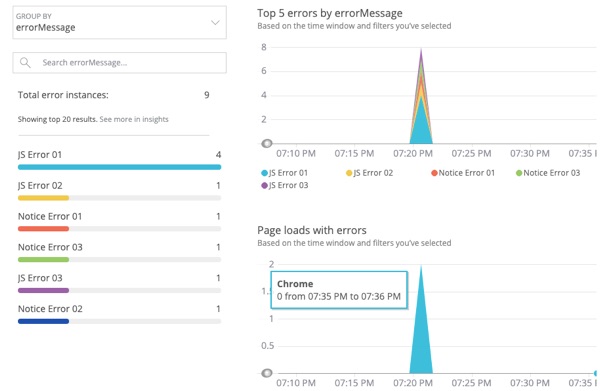 GROUP BY
errorMessage
Search errorMessage...
Total error instances: 9
Showing top 20 results. See more in insights
JS Error 01 4
JS Error 02 1
Notice Error 01 1
Notice Error 03 1
JS Error 03 1
Notice Error 02 1
Top 5 errors by errorMessage
Based on the time window and filters you've selected
8
6
4
2
07:10 PM 07:15 PM 07:20 PM 07:25 PM 07:30 PM 07:35 I
JS Error 01 JS Error 02 Notice Error 01 Notice Error 03
JS Error 03
Page loads with errors
Based on the time window and filters you've selected
2
1.
Chrome
0 from 07:35 PM to 07:36 PM
1
0.5
07:10 PM 07:15 PM 07:20 PM 07:25 PM 07:30 PM 07:35 I